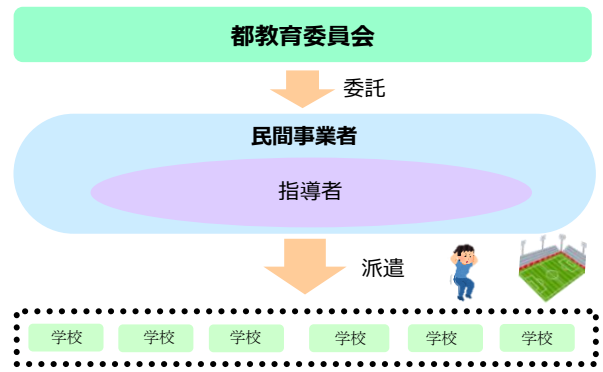 都教育委員会
委託
民間事業者
指導者
派遣
学校 学校 学校 学校 学校 学校